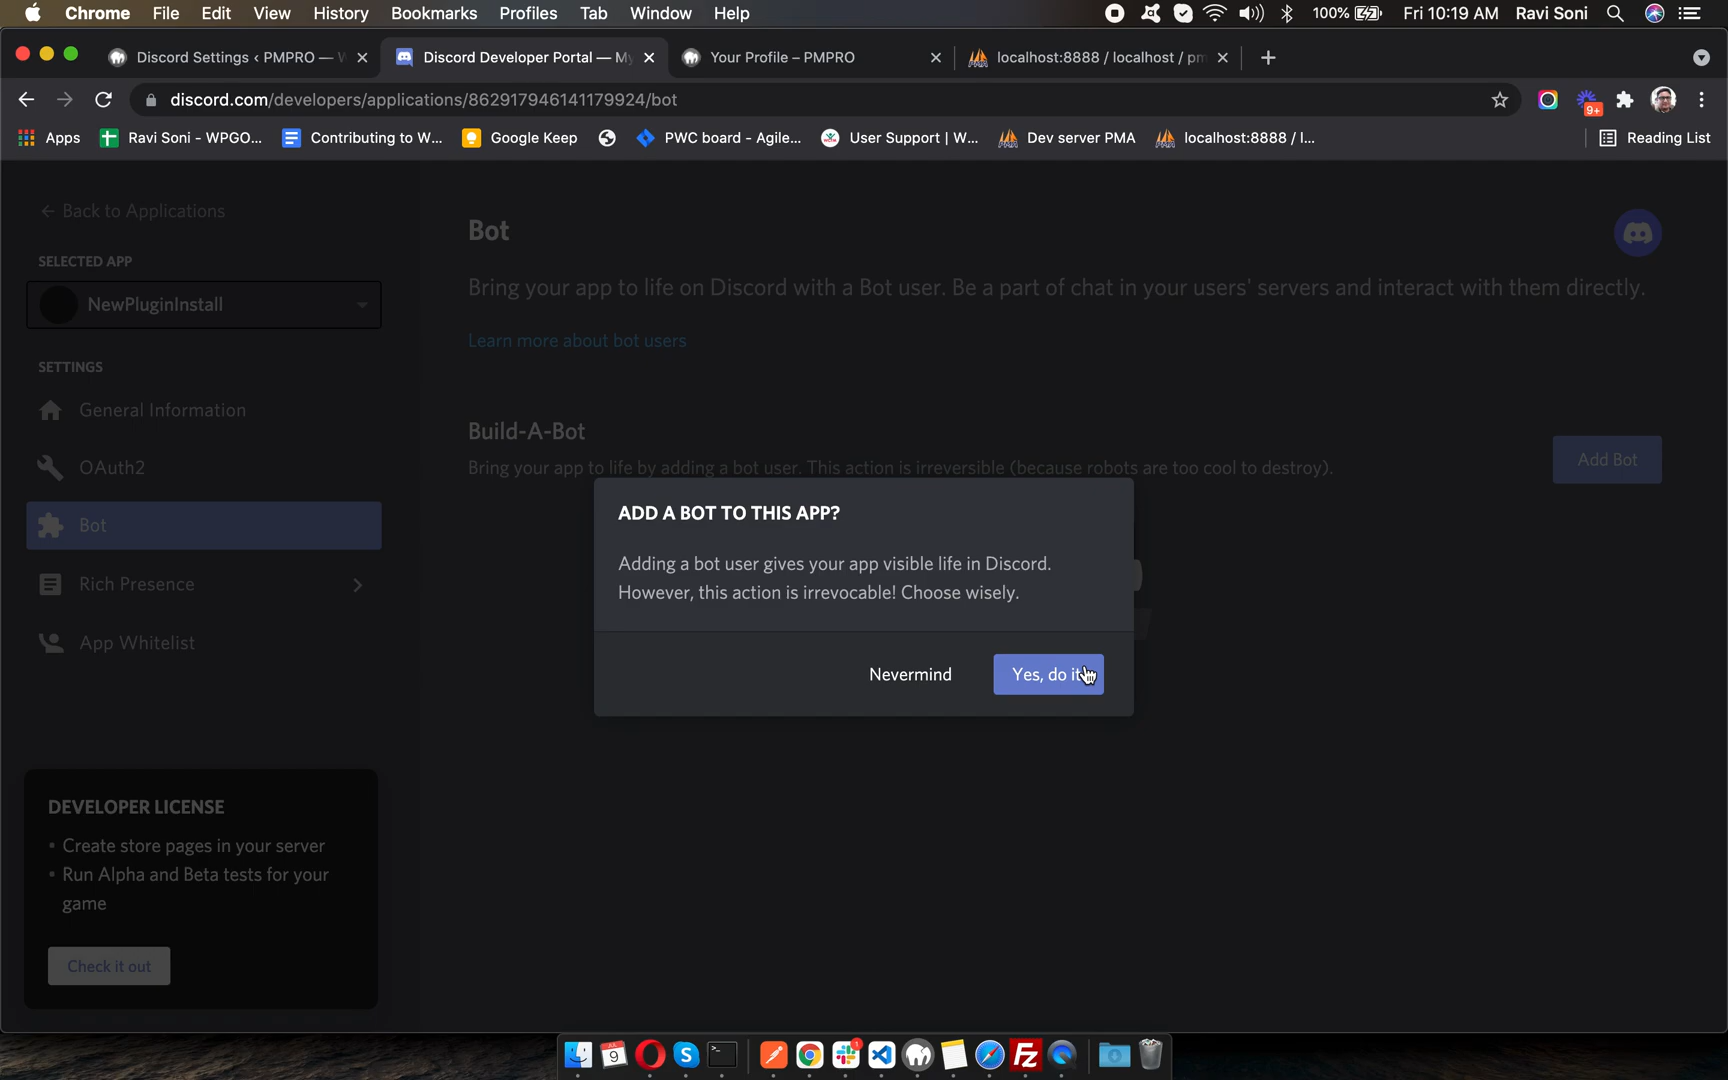 Chrome File Edit View History Bookmarks Profiles Tab Window Help 100% Fri 10:19 AM Ravi Soni
Discord Settings ‹ PMPRO — Discord Developer Portal — My Your Profile – PMPRO localhost:8888 / localhost / pm
discord.com/developers/applications/862917946141179924/bot 9+
Apps Ravi Soni - WPGO... Contributing to W... Google Keep PWC board - Agile... User Support | W... Dev server PMA localhost:8888 / l... Reading List
← Back to Applications
SELECTED APP
NewPluginInstall
SETTINGS
General Information
OAuth2
Bot
Rich Presence
App Whitelist
DEVELOPER LICENSE
• Create store pages in your server
• Run Alpha and Beta tests for your
game
Check it out
Bot
Bring your app to life on Discord with a Bot user. Be a part of chat in your users' servers and interact with them directly.
Learn more about bot users
Build-A-Bot
Bring your app to life by adding a bot user. This action is irreversible (because robots are too cool to destroy).
Add Bot
ADD A BOT TO THIS APP?
Adding a bot user gives your app visible life in Discord.
However, this action is irrevocable! Choose wisely.
Nevermind
Yes, do it
JUL
9
1